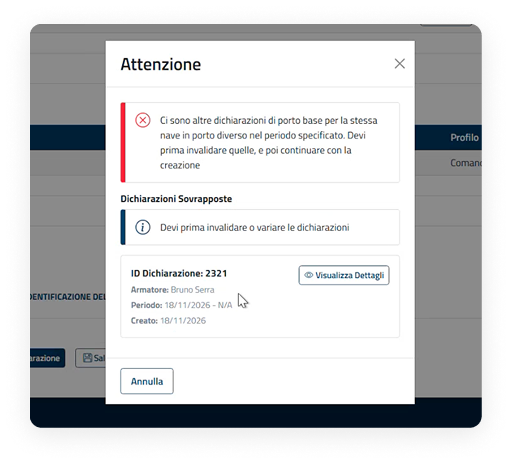 Attenzione
Ci sono altre dichiarazioni di porto base per la stessa
nave in porto diverso nel periodo specificato. Devi
prima invalidare quelle, e poi continuare con la
creazione
Profilo
Comand
Dichiarazioni Sovrapposte
Devi prima invalidare o variare le dichiarazioni
ID Dichiarazione: 2321
Visualizza Dettagli
Armatore: Bruno Serra
Periodo: 18/11/2026 - N/A
Creato: 18/11/2026
DENTIFICAZIONE DEL
arazione
Sal
Annulla